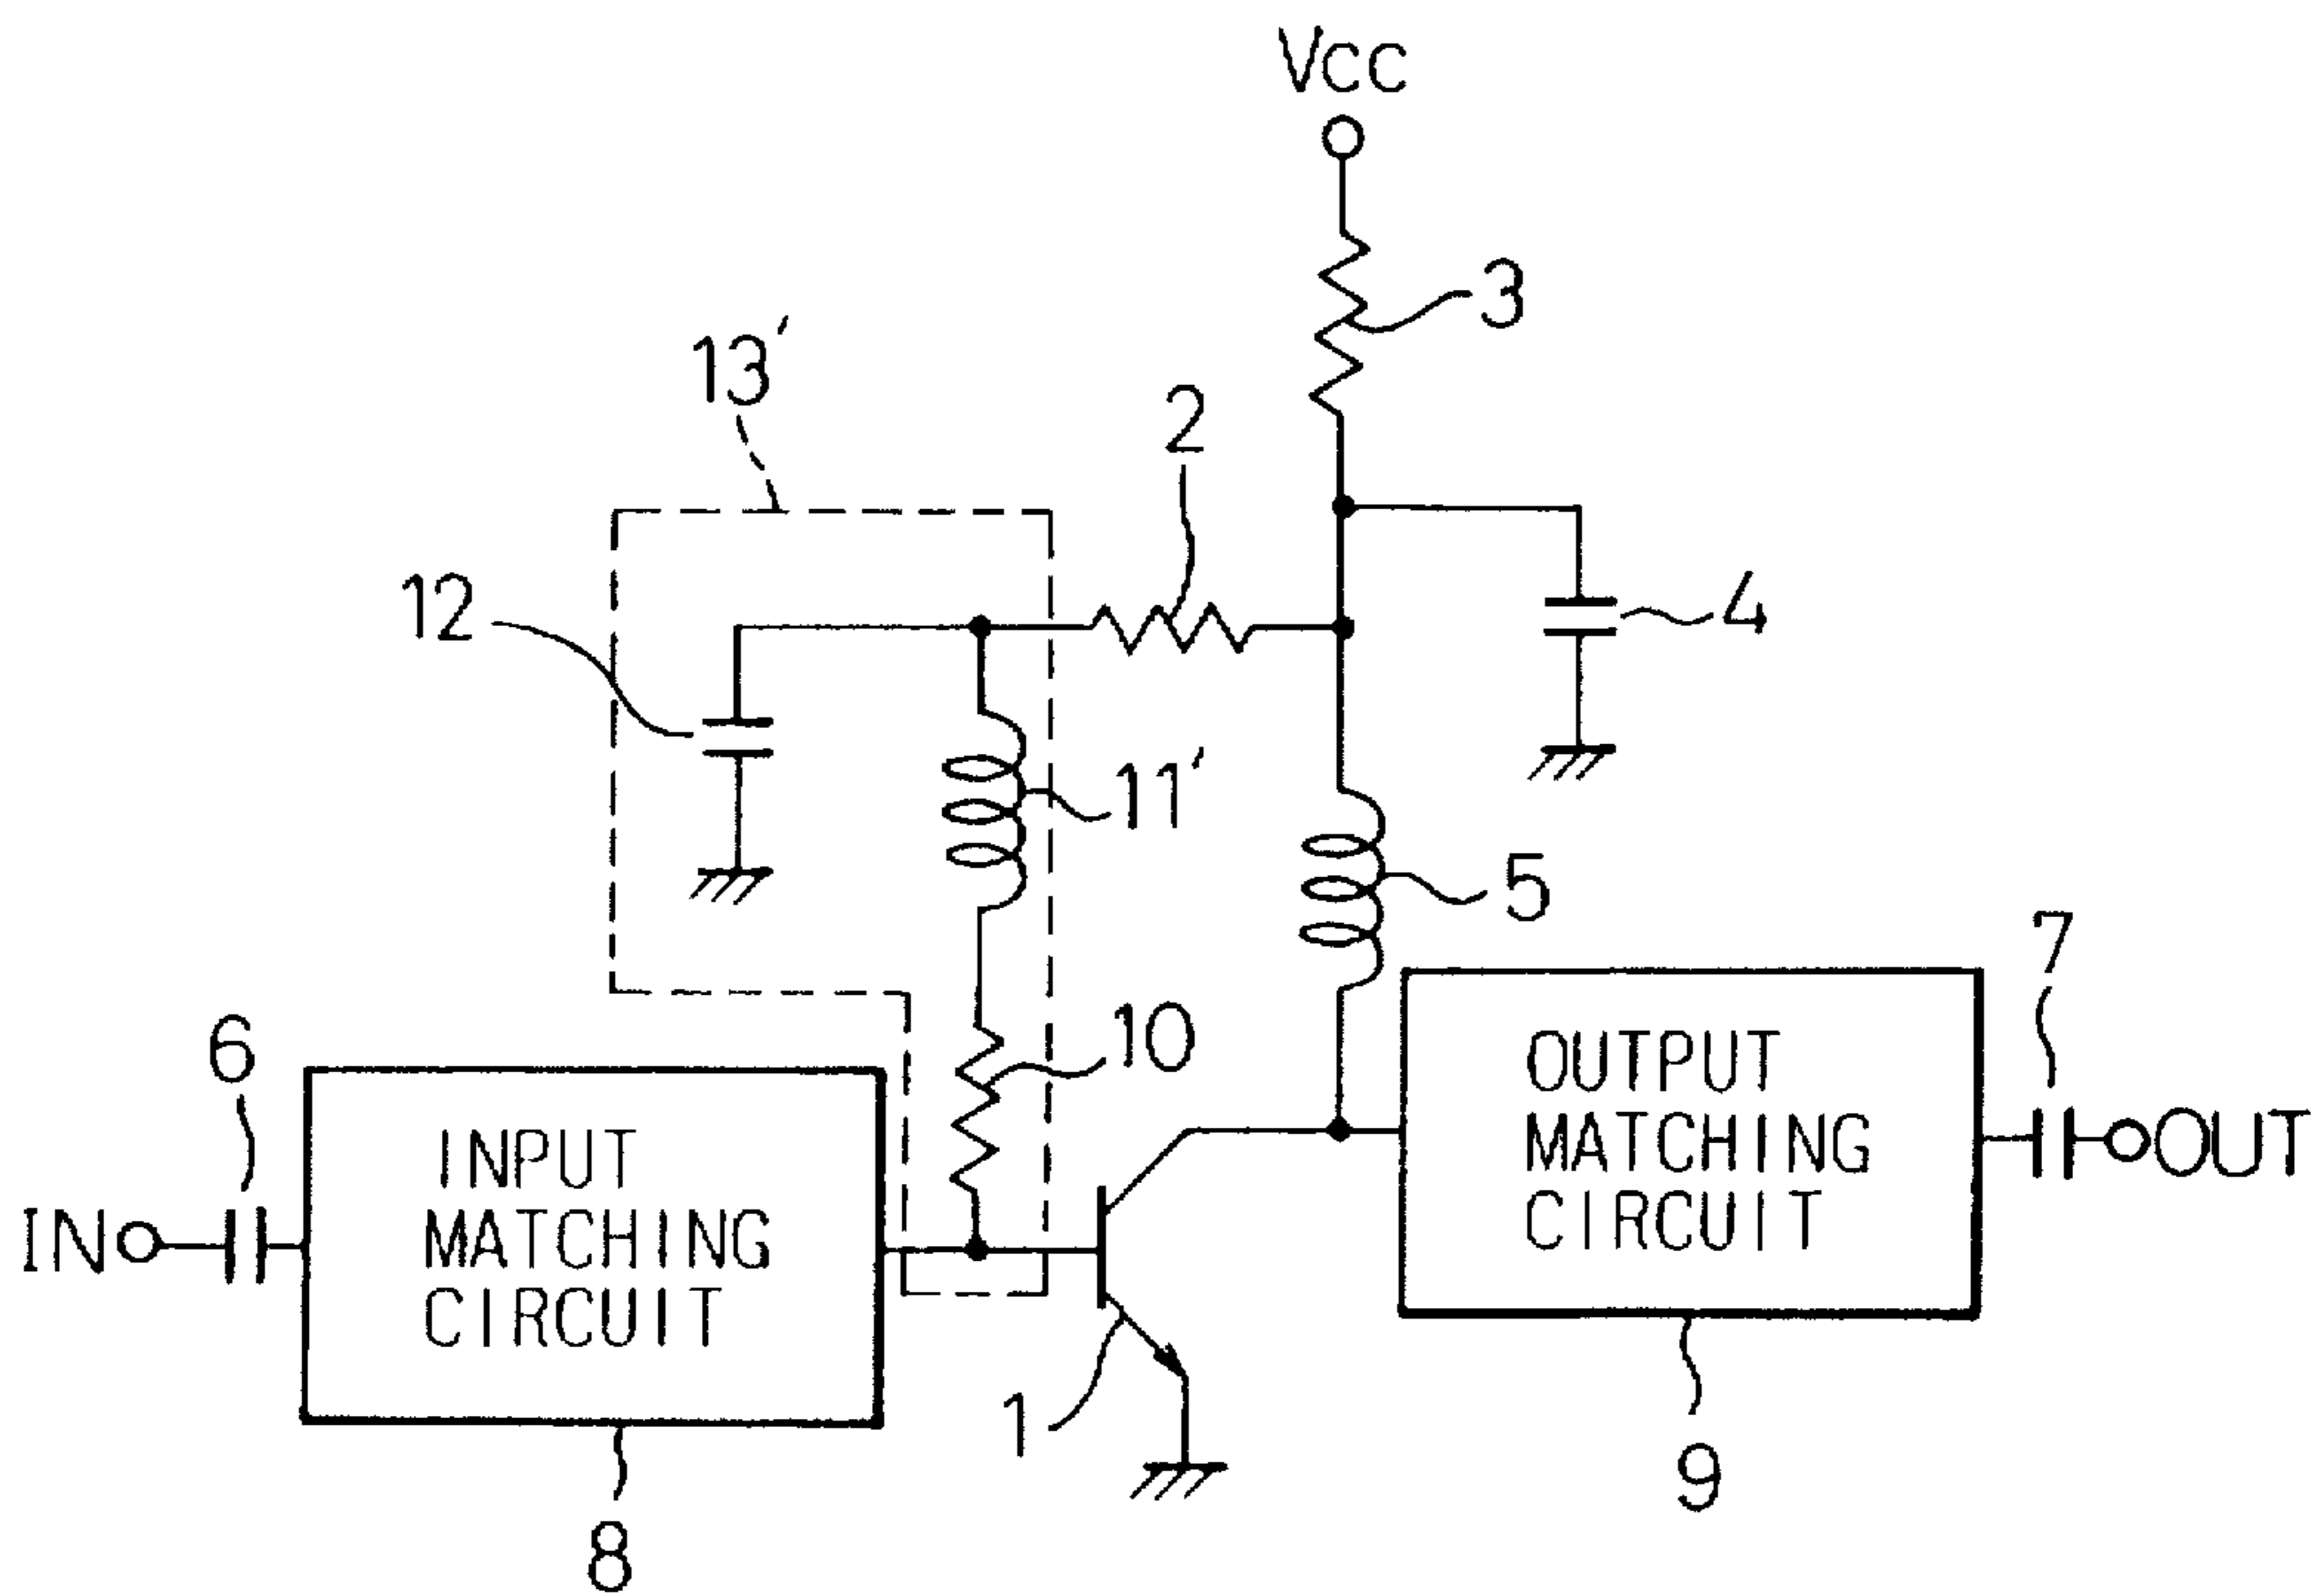 Vcc
3
13'
2
12
4
11'
5
7
6
10
OUTPUT
MATCHING
CIRCUIT
INPUT
MATCHING
CIRCUIT
IN
OUT
1
9
8